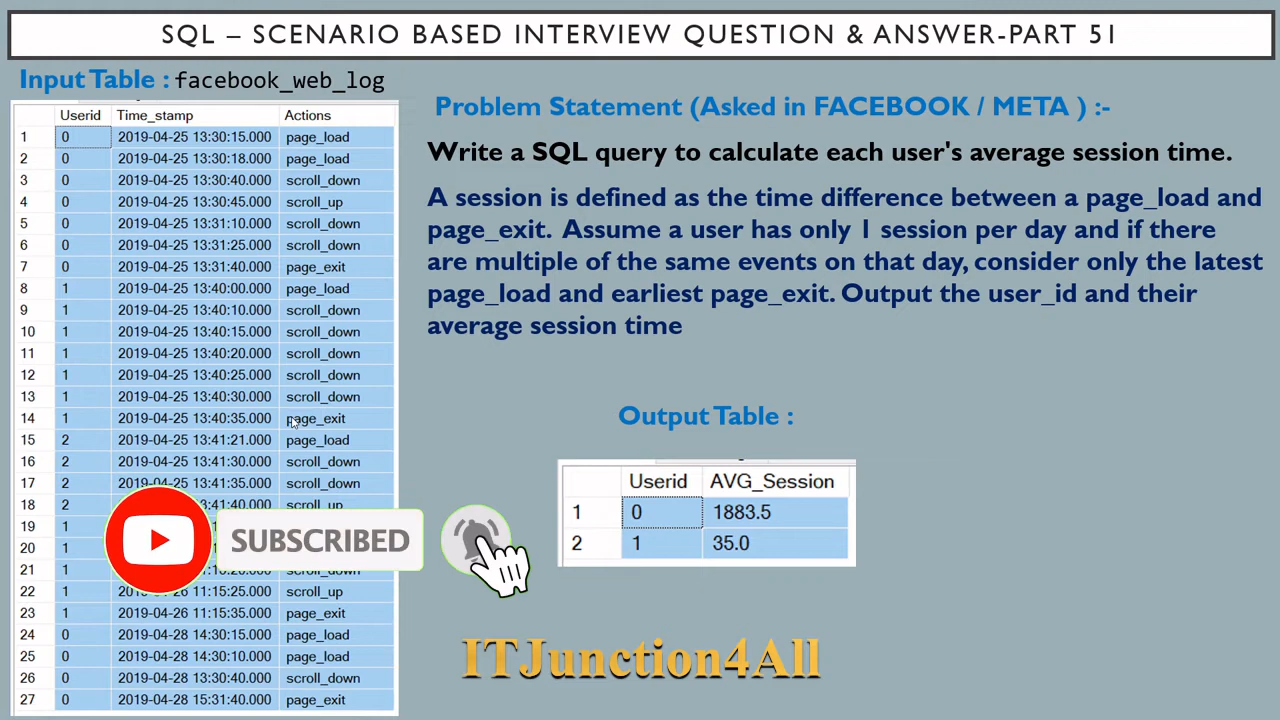 SQL – SCENARIO BASED INTERVIEW QUESTION & ANSWER-PART 51
Input Table : facebook_web_log
Userid Time_stamp Actions
1 0 2019-04-25 13:30:15.000 page_load
2 0 2019-04-25 13:30:18.000 page_load
3 0 2019-04-25 13:30:40.000 scroll_down
4 0 2019-04-25 13:30:45.000 scroll_up
5 0 2019-04-25 13:31:10.000 scroll_down
6 0 2019-04-25 13:31:25.000 scroll_down
7 0 2019-04-25 13:31:40.000 page_exit
8 1 2019-04-25 13:40:00.000 page_load
9 1 2019-04-25 13:40:10.000 scroll_down
10 1 2019-04-25 13:40:15.000 scroll_down
11 1 2019-04-25 13:40:20.000 scroll_down
12 1 2019-04-25 13:40:25.000 scroll_down
13 1 2019-04-25 13:40:30.000 scroll_down
14 1 2019-04-25 13:40:35.000 page_exit
15 2 2019-04-25 13:41:21.000 page_load
16 2 2019-04-25 13:41:30.000 scroll_down
17 2 2019-04-25 13:41:35.000 scroll_down
18 2 3:41:40.000 scroll_up
19 1
20 1
21 1 scroll_down
22 1 26 11:15:25.000 scroll_up
23 1 2019-04-26 11:15:35.000 page_exit
24 0 2019-04-28 14:30:15.000 page_load
25 0 2019-04-28 14:30:10.000 page_load
26 0 2019-04-28 13:30:40.000 scroll_down
27 0 2019-04-28 15:31:40.000 page_exit
SUBSCRIBED
Problem Statement (Asked in FACEBOOK / META ) :-
Write a SQL query to calculate each user's average session time.
A session is defined as the time difference between a page_load and
page_exit. Assume a user has only 1 session per day and if there
are multiple of the same events on that day, consider only the latest
page_load and earliest page_exit. Output the user_id and their
average session time
Output Table :
Userid AVG_Session
1 0 1883.5
2 1 35.0
ITJunction4All